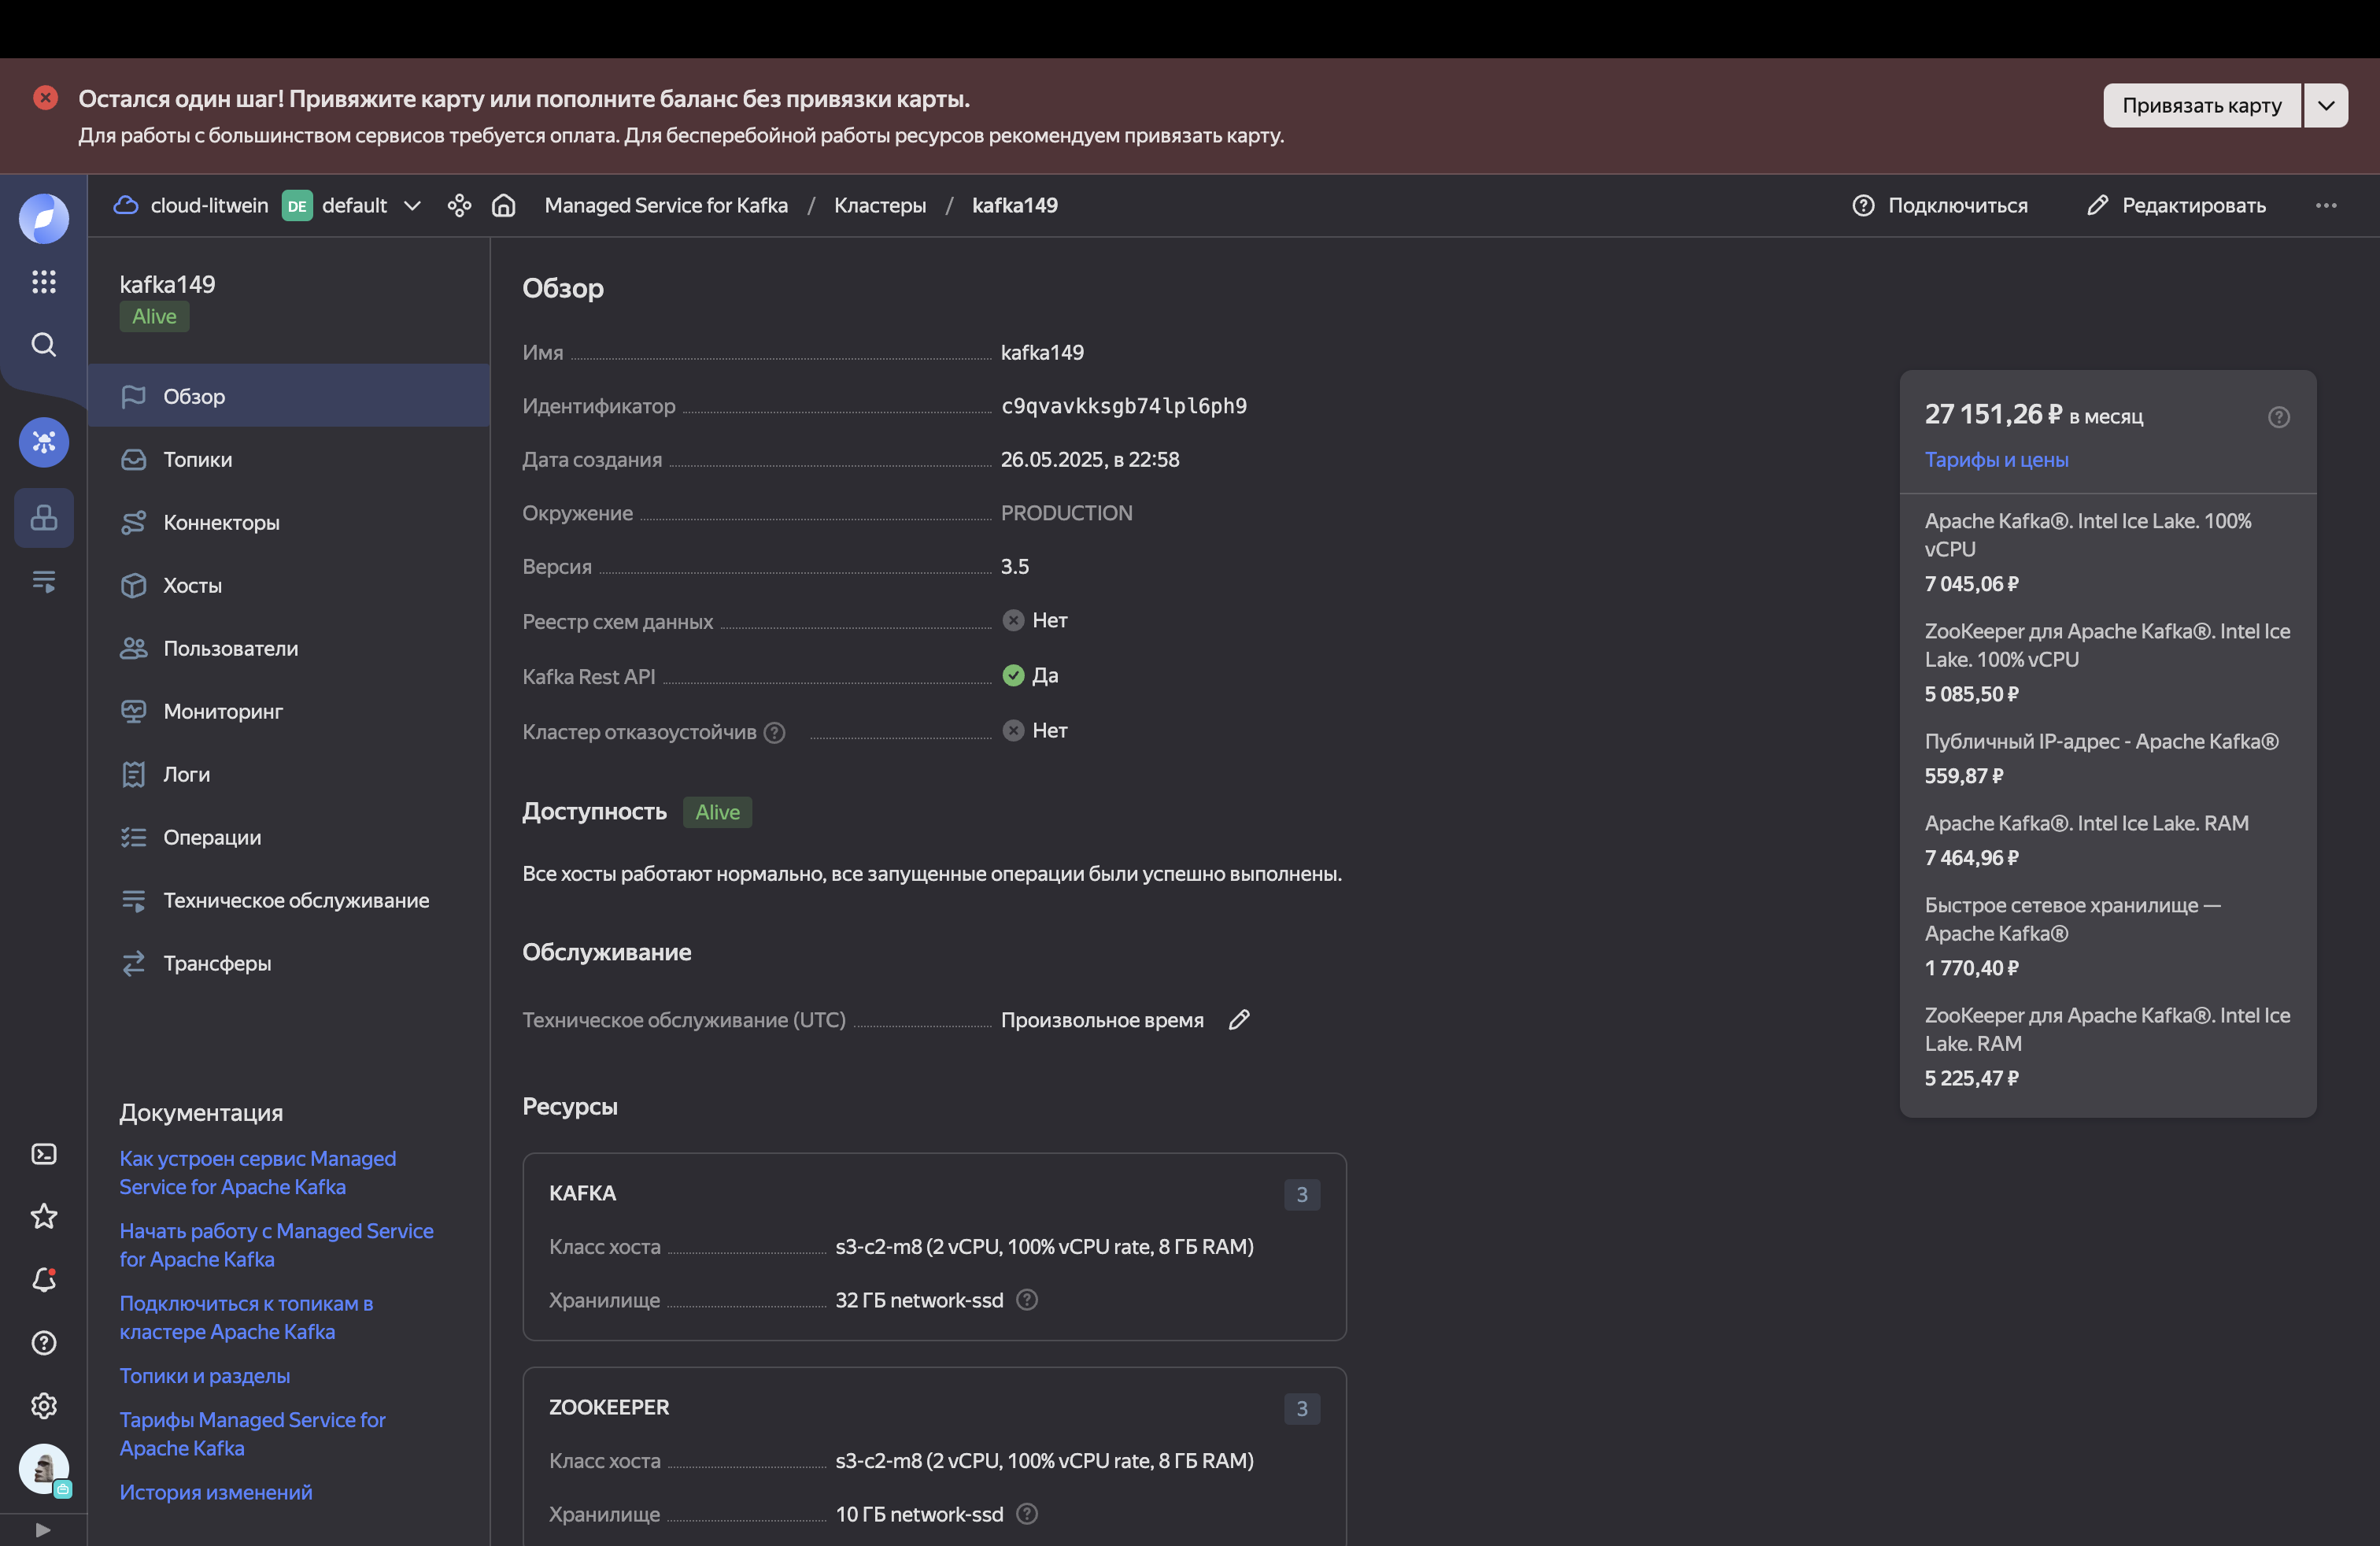 Остался один шаг! Привяжите карту или пополните баланс без привязки карты.
Для работы с большинством сервисов требуется оплата. Для бесперебойной работы ресурсов рекомендуем привязать карту.
Привязать карту
cloud-litwein DE default
Managed Service for Kafka / Кластеры / kafka149
Подключиться
Редактировать
kafka149
Alive
Обзор
Топики
Коннекторы
Хосты
Пользователи
Мониторинг
Логи
Операции
Техническое обслуживание
Трансферы
Документация
Как устроен сервис Managed
Service for Apache Kafka
Начать работу с Managed Service
for Apache Kafka
Подключиться к топикам в
кластере Apache Kafka
Топики и разделы
Тарифы Managed Service for
Apache Kafka
История изменений
Обзор
Имя kafka149
Идентификатор c9qvavkksgb74lpl6ph9
Дата создания 26.05.2025, в 22:58
Окружение PRODUCTION
Версия 3.5
Реестр схем данных Нет
Kafka Rest API Да
Кластер отказоустойчив Нет
Доступность Alive
Все хосты работают нормально, все запущенные операции были успешно выполнены.
Обслуживание
Техническое обслуживание (UTC) Произвольное время
Ресурсы
KAFKA 3
Класс хоста s3-c2-m8 (2 vCPU, 100% vCPU rate, 8 ГБ RAM)
Хранилище 32 ГБ network-ssd
ZOOKEEPER 3
Класс хоста s3-c2-m8 (2 vCPU, 100% vCPU rate, 8 ГБ RAM)
Хранилище 10 ГБ network-ssd
27 151,26 ₽ в месяц
Тарифы и цены
Apache Kafka®. Intel Ice Lake. 100%
vCPU
7 045,06 ₽
ZooKeeper для Apache Kafka®. Intel Ice
Lake. 100% vCPU
5 085,50 ₽
Публичный IP-адрес - Apache Kafka®
559,87 ₽
Apache Kafka®. Intel Ice Lake. RAM
7 464,96 ₽
Быстрое сетевое хранилище —
Apache Kafka®
1 770,40 ₽
ZooKeeper для Apache Kafka®. Intel Ice
Lake. RAM
5 225,47 ₽